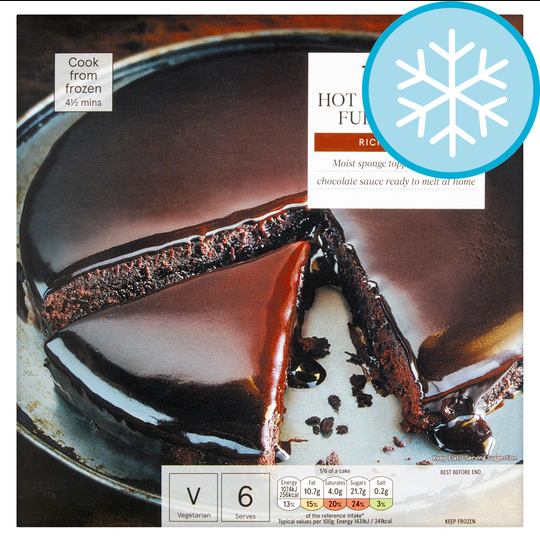 Cook
from
frozen
4½ mins
HOT
Moist sponge
chocolate sauce ready to melt at home
Keep Flat. Serving Suggestion
1/6 of a cake
V
Vegetarian
6
Serves
Energy
1074kJ
256kcal
13%
Fat
10.7g
15%
Saturates
4.0g
20%
Sugars
21.7g
24%
Salt
0.2g
3%
of the reference intake*
Typical values per 100g: Energy 1431kJ / 341kcal
BEST BEFORE END
KEEP FROZEN